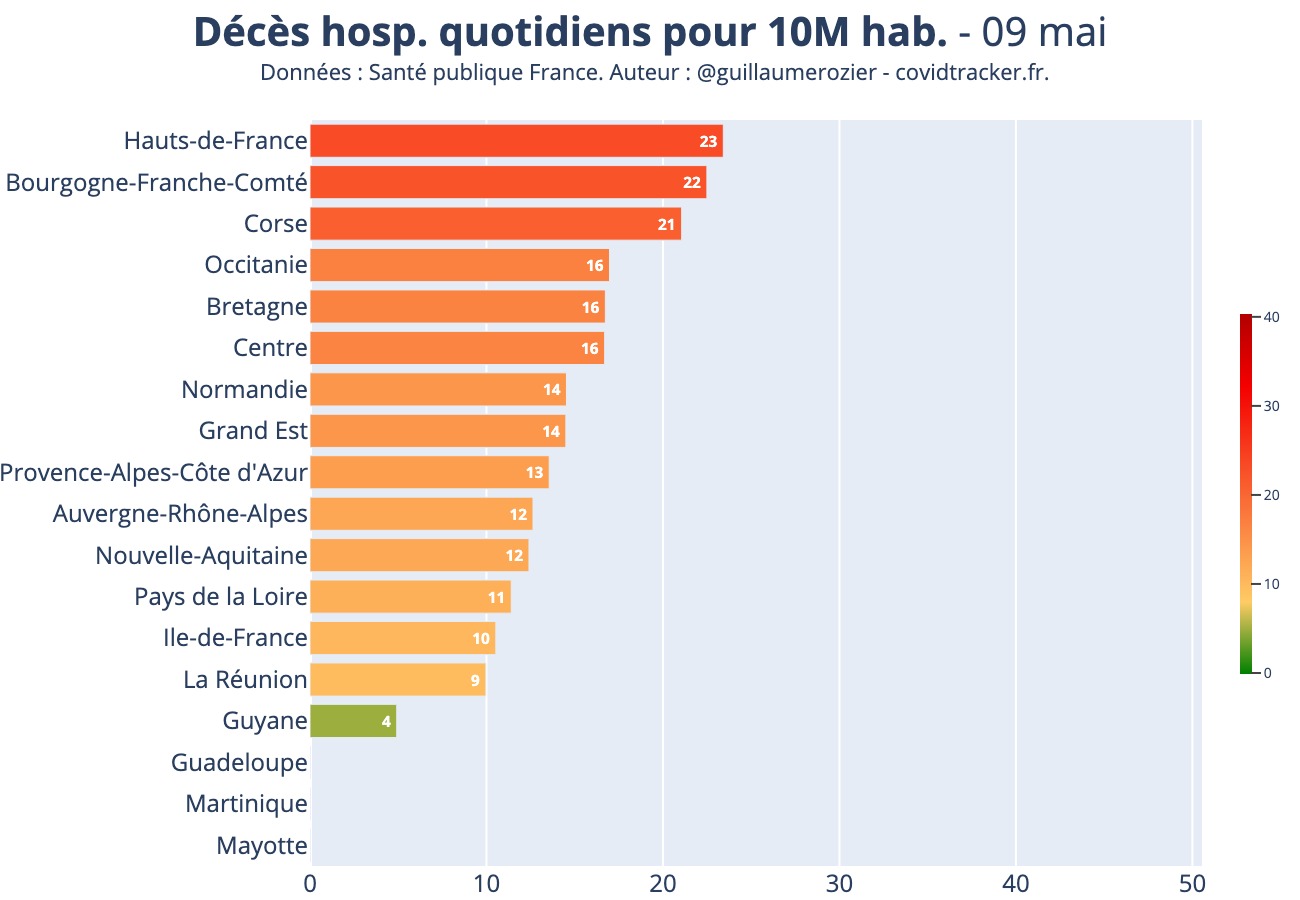 Décès hosp. quotidiens pour 10M hab. - 09 mai
Données : Santé publique France. Auteur : @guillaumerozier - covidtracker.fr.
Hauts-de-France 23
Bourgogne-Franche-Comté 22
Corse 21
Occitanie 16
Bretagne 16
Centre 16
Normandie 14
Grand Est 14
Provence-Alpes-Côte d'Azur 13
Auvergne-Rhône-Alpes 12
Nouvelle-Aquitaine 12
Pays de la Loire 11
Ile-de-France 10
La Réunion 9
Guyane 4
Guadeloupe
Martinique
Mayotte
0 10 20 30 40 50
40
30
20
10
0